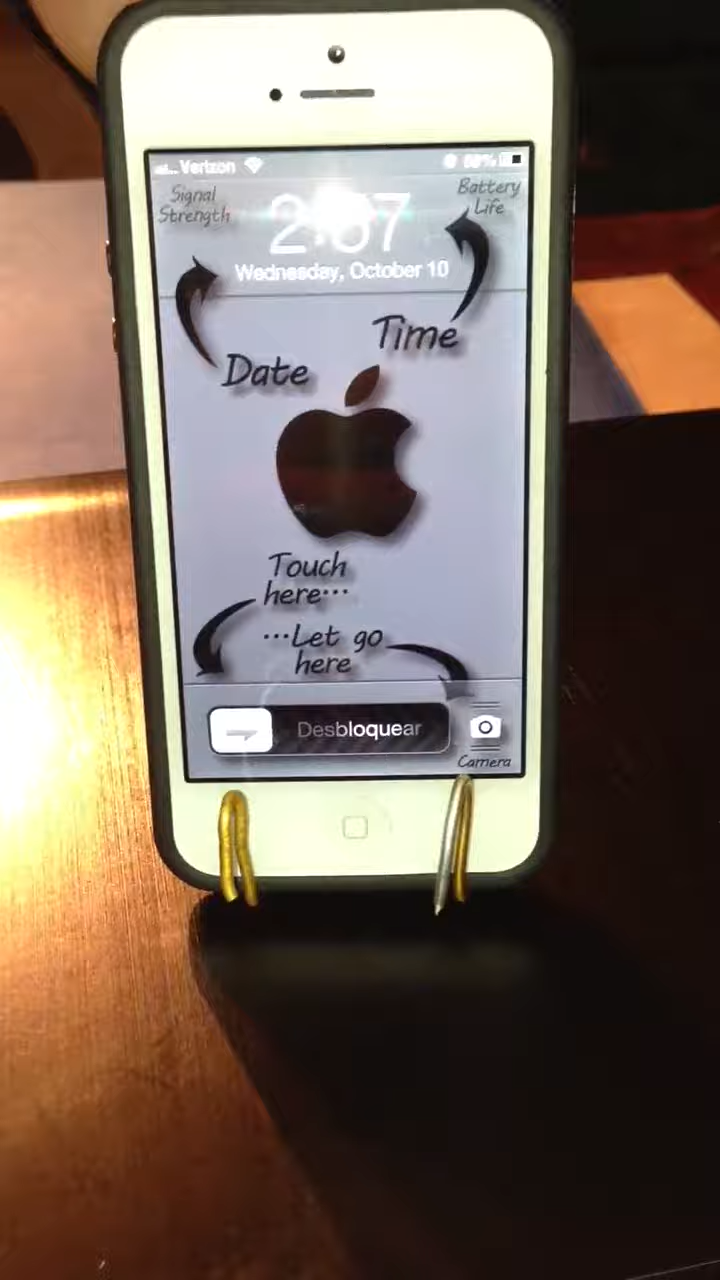 Verizon
Signal
Strength
Battery
Life
Wednesday, October 10
Time
Date
Touch
here...
...Let go
here
Desbloquear
Camera